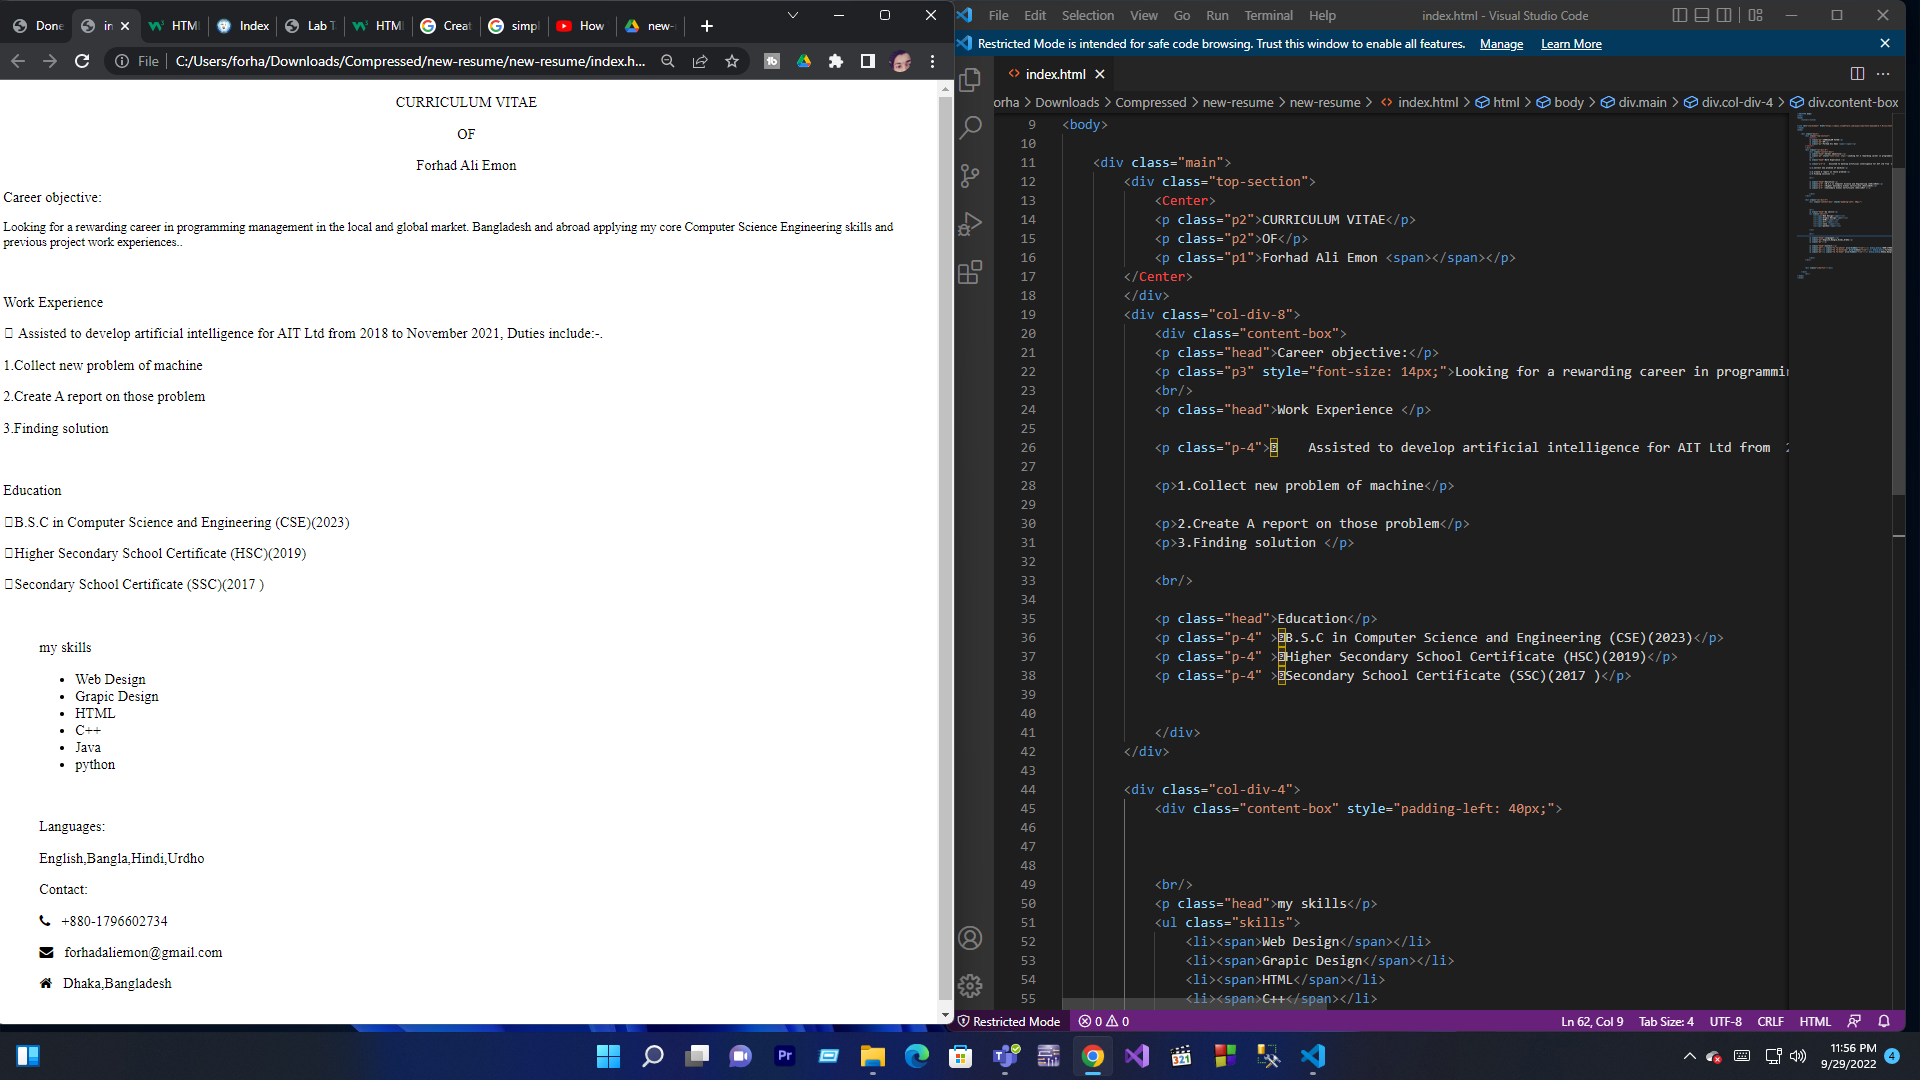 Done
in
HTM
Index
Lab T
HTM
Creat
simpl
How
new-
File
C:/Users/forha/Downloads/Compressed/new-resume/new-resume/index.h...
CURRICULUM VITAE
OF
Forhad Ali Emon
Career objective:
Looking for a rewarding career in programming management in the local and global market. Bangladesh and abroad applying my core Computer Science Engineering skills and
previous project work experiences..
Work Experience
Assisted to develop artificial intelligence for AIT Ltd from 2018 to November 2021, Duties include:-.
1.Collect new problem of machine
2.Create A report on those problem
3.Finding solution
Education
B.S.C in Computer Science and Engineering (CSE)(2023)
Higher Secondary School Certificate (HSC)(2019)
Secondary School Certificate (SSC)(2017 )
my skills
• Web Design
• Grapic Design
• HTML
• C++
• Java
• python
Languages:
English,Bangla,Hindi,Urdho
Contact:
+880-1796602734
forhadaliemon@gmail.com
Dhaka,Bangladesh
File Edit Selection View Go Run Terminal Help index.html - Visual Studio Code
Restricted Mode is intended for safe code browsing. Trust this window to enable all features. Manage Learn More
<> index.html
orha > Downloads > Compressed > new-resume > new-resume > <> index.html > html > body > div.main > div.col-div-4 > div.content-box
9 <body>
10
11 <div class="main">
12 <div class="top-section">
13 <Center>
14 <p class="p2">CURRICULUM VITAE</p>
15 <p class="p2">OF</p>
16 <p class="p1">Forhad Ali Emon <span></span></p>
17 </Center>
18 </div>
19 <div class="col-div-8">
20 <div class="content-box">
21 <p class="head">Career objective:</p>
22 <p class="p3" style="font-size: 14px;">Looking for a rewarding career in programmi
23 <br/>
24 <p class="head">Work Experience </p>
25
26 <p class="p-4"> Assisted to develop artificial intelligence for AIT Ltd from
27
28 <p>1.Collect new problem of machine</p>
29
30 <p>2.Create A report on those problem</p>
31 <p>3.Finding solution </p>
32
33 <br/>
34
35 <p class="head">Education</p>
36 <p class="p-4" >B.S.C in Computer Science and Engineering (CSE)(2023)</p>
37 <p class="p-4" >Higher Secondary School Certificate (HSC)(2019)</p>
38 <p class="p-4" >Secondary School Certificate (SSC)(2017 )</p>
39
40
41 </div>
42 </div>
43
44 <div class="col-div-4">
45 <div class="content-box" style="padding-left: 40px;">
46
47
48
49 <br/>
50 <p class="head">my skills</p>
51 <ul class="skills">
52 <li><span>Web Design</span></li>
53 <li><span>Grapic Design</span></li>
54 <li><span>HTML</span></li>
55 <li><span>C++</span></li>
Restricted Mode 0 0 Ln 62, Col 9 Tab Size: 4 UTF-8 CRLF HTML
Pr
321
11:56 PM
9/29/2022
4